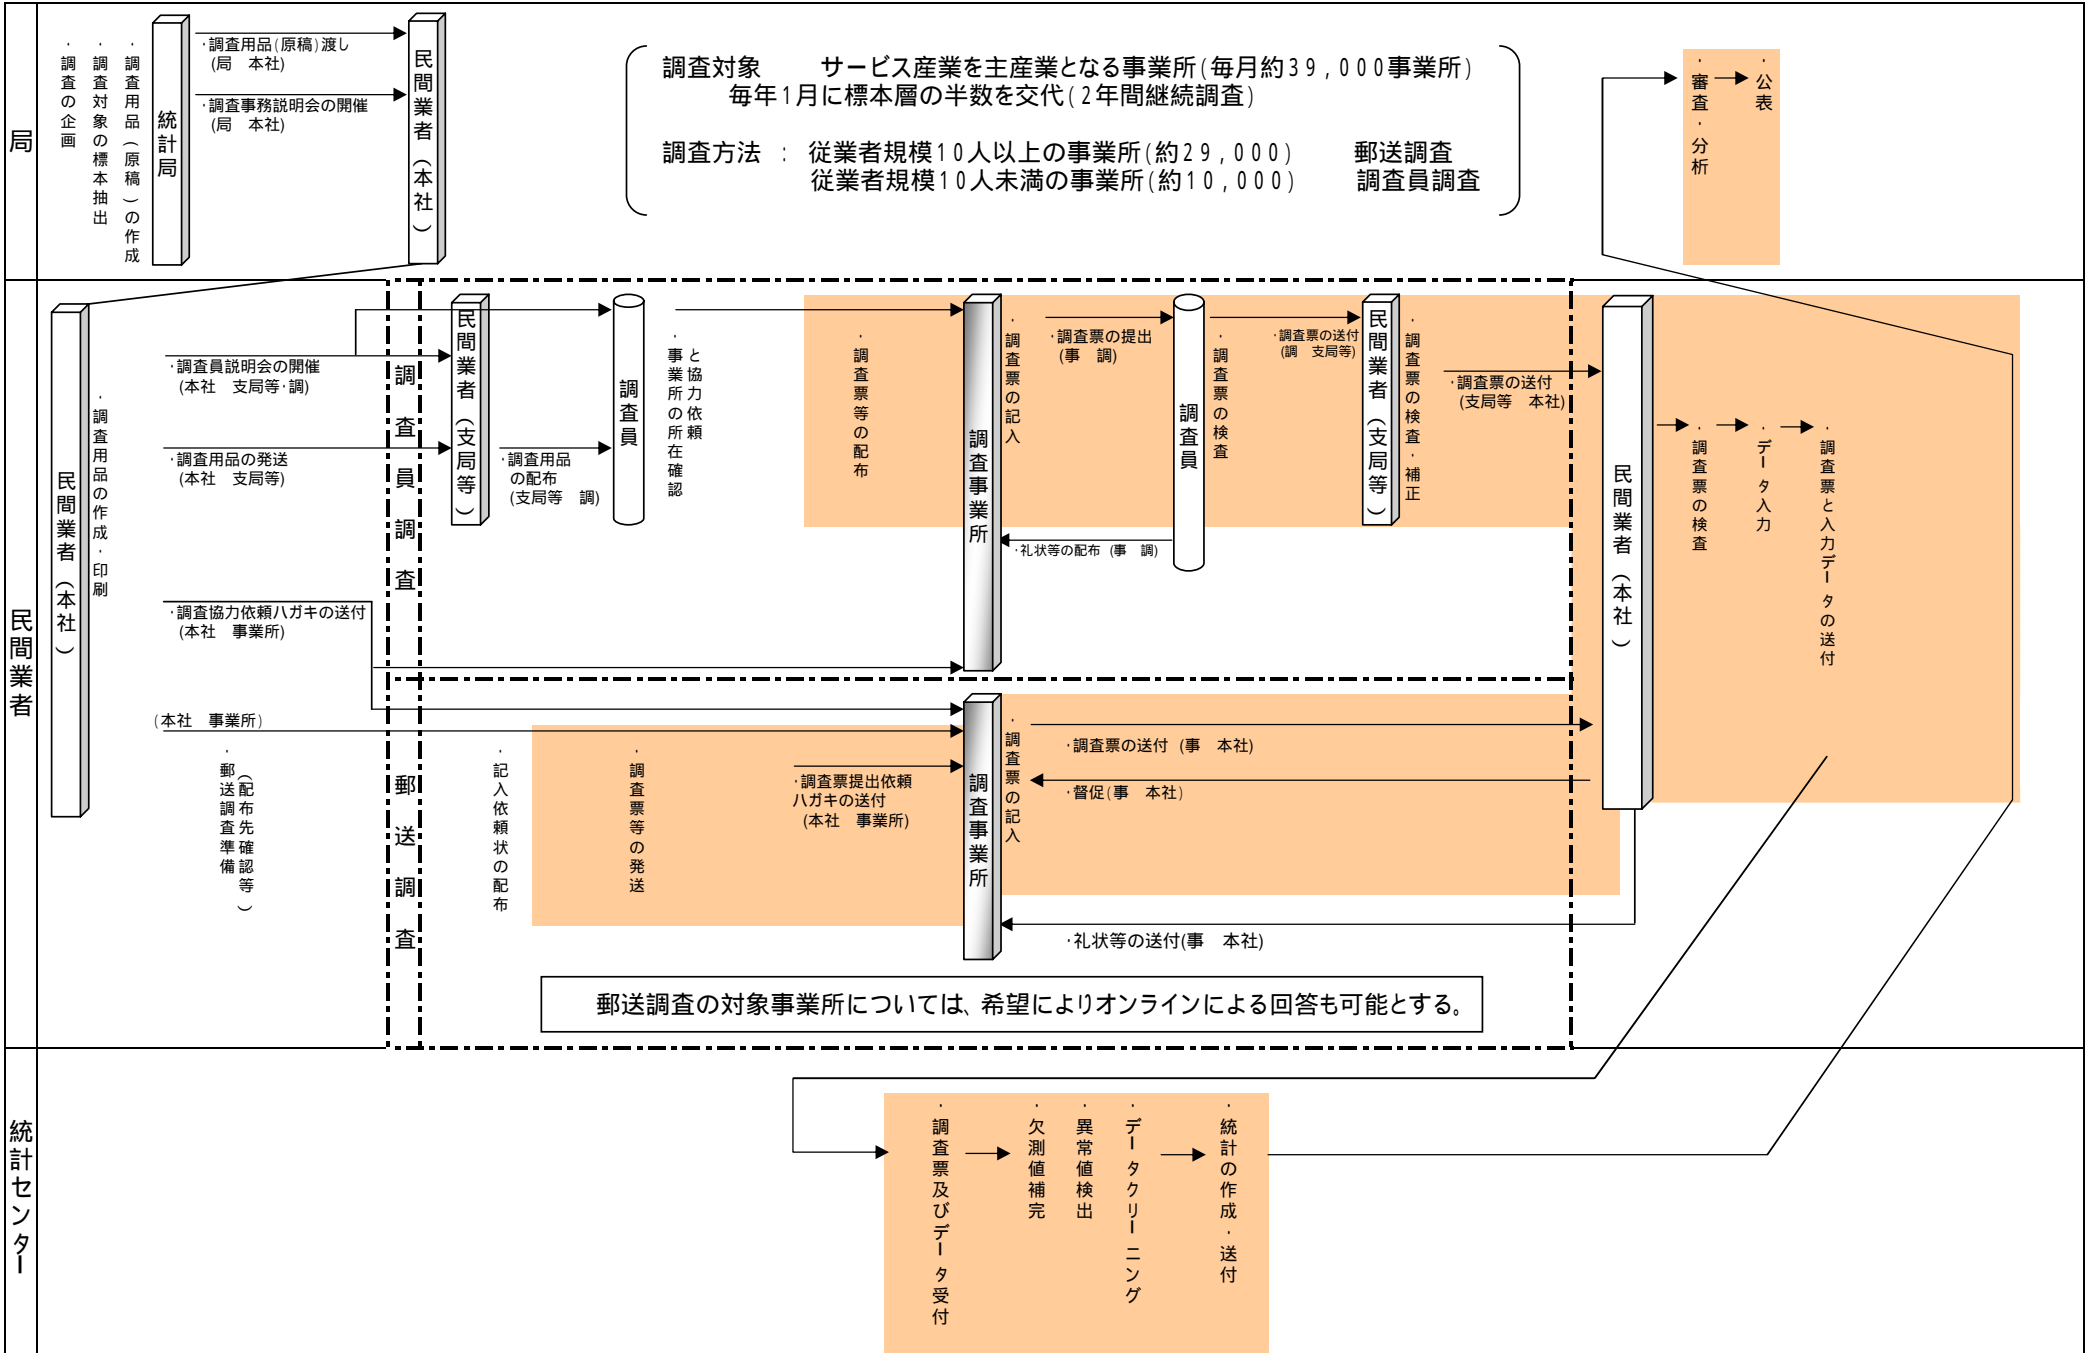 局
・調査の企画
・調査対象の標本抽出
・調査用品(原稿)の作成
統計局
・調査用品(原稿)渡し
(局　本社)
・調査事務説明会の開催
(局　本社)
民間業者(本社)
調査対象　　サービス産業を主産業となる事業所(毎月約39,000事業所)
毎年1月に標本層の半数を交代(2年間継続調査)
調査方法 : 従業者規模10人以上の事業所(約29,000)　郵送調査
従業者規模10人未満の事業所(約10,000)　調査員調査
・審査・分析
・公表
民間業者
民間業者(本社)
・調査用品の作成・印刷
・調査員説明会の開催
(本社　支局等・調)
・調査用品の発送
(本社　支局等)
・調査協力依頼ハガキの送付
(本社　事業所)
(本社　事業所)
・郵送調査準備
(配布先確認等)
調査員調査
民間業者(支局等)
・調査用品
の配布
(支局等　調)
調査員
・事業所の所在確認
と協力依頼
・調査票等の配布
調査事業所
・調査票の記入
・調査票の提出
(事　調)
調査員
・調査票の検査
・調査票の送付
(調　支局等)
民間業者(支局等)
・調査票の検査・補正
・調査票の送付
(支局等　本社)
・礼状等の配布 (事　調)
民間業者(本社)
・調査票の検査
・データ入力
・調査票と入力データの送付
郵送調査
・記入依頼状の配布
・調査票等の発送
・調査票提出依頼
ハガキの送付
(本社　事業所)
調査事業所
・調査票の記入
・調査票の送付 (事　本社)
・督促(事　本社)
・礼状等の送付(事　本社)
郵送調査の対象事業所については、希望によりオンラインによる回答も可能とする。
統計センター
・調査票及びデータ受付
・欠測値補完
・異常値検出
・データクリーニング
・統計の作成・送付